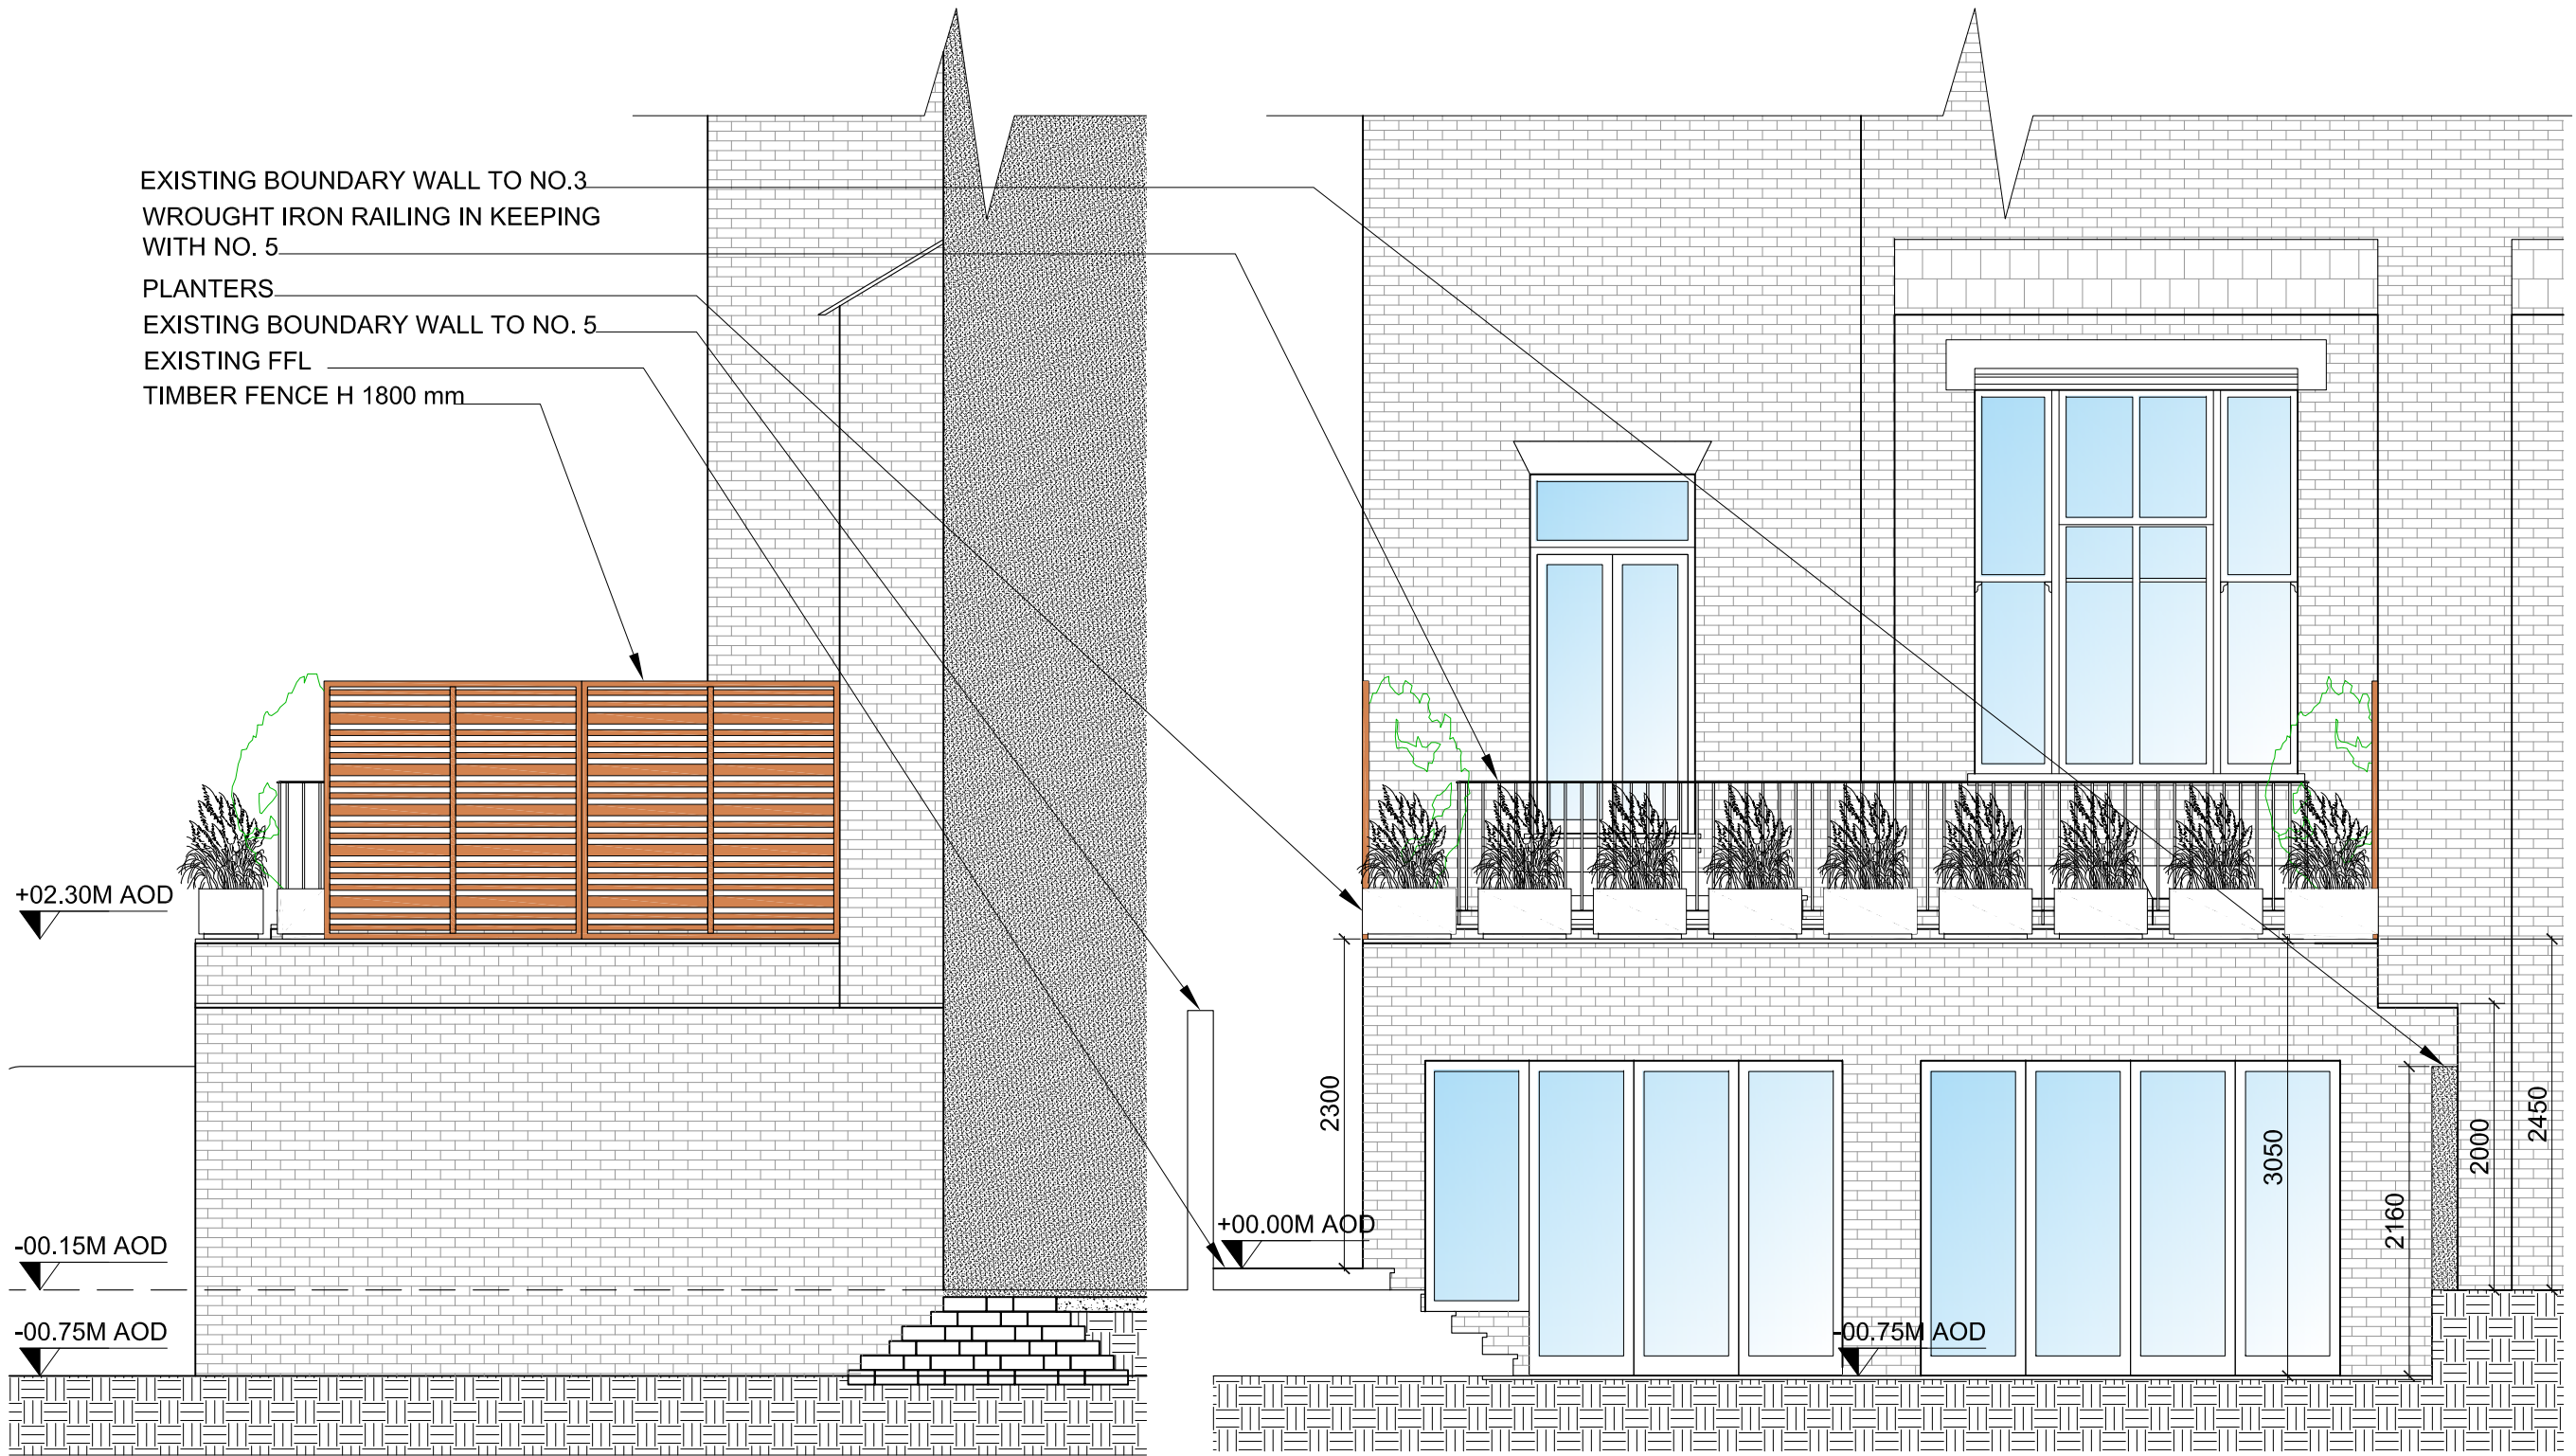 EXISTING BOUNDARY WALL TO NO.3
WROUGHT IRON RAILING IN KEEPING
WITH NO. 5
PLANTERS
EXISTING BOUNDARY WALL TO NO. 5
EXISTING FFL
TIMBER FENCE H 1800 mm
+02.30M AOD
-00.15M AOD
-00.75M AOD
+00.00M AOD
2300
-00.75M AOD
3050
2160
2000
2450